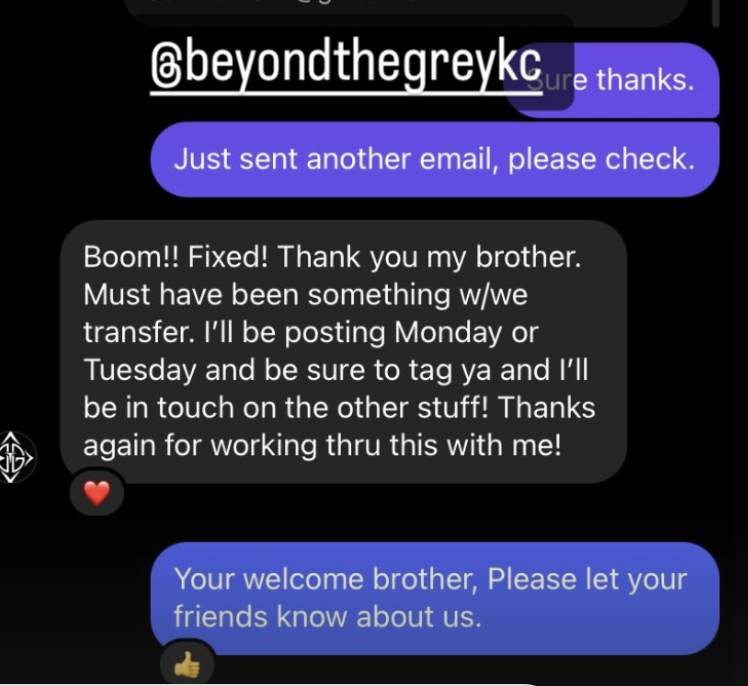 @beyondthegreykc
Sure thanks.
Just sent another email, please check.
Boom!! Fixed! Thank you my brother.
Must have been something w/we
transfer. I'll be posting Monday or
Tuesday and be sure to tag ya and I'll
be in touch on the other stuff! Thanks
again for working thru this with me!
Your welcome brother, Please let your
friends know about us.